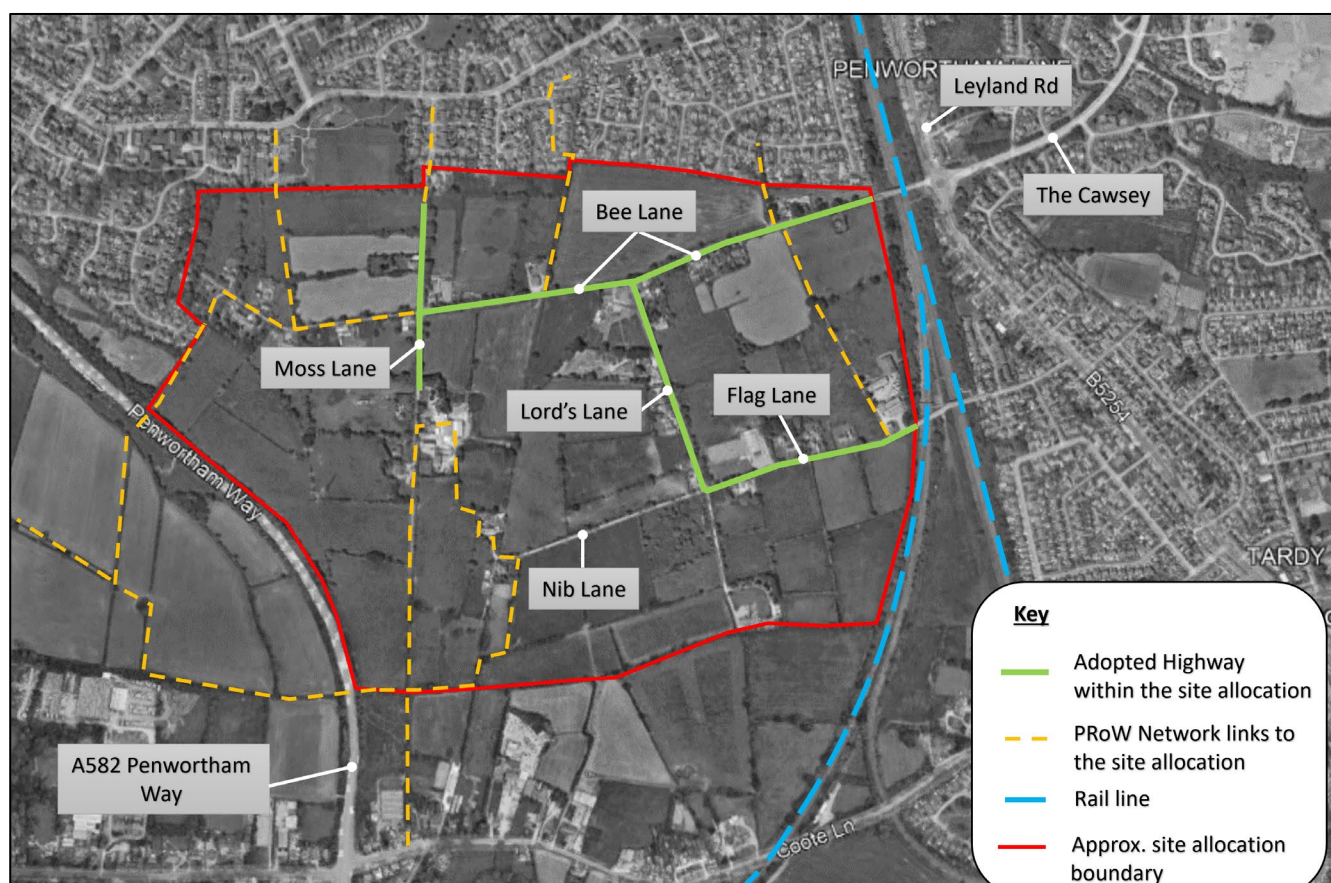 PENWORTHAM LANE
Leyland Rd
The Cawsey
Bee Lane
Moss Lane
Lord's Lane
Flag Lane
B5254
Penwortham Way
Nib Lane
TARDY
A582 Penwortham
Way
Coote Ln
Key
Adopted Highway
within the site allocation
PRoW Network links to
the site allocation
Rail line
Approx. site allocation
boundary